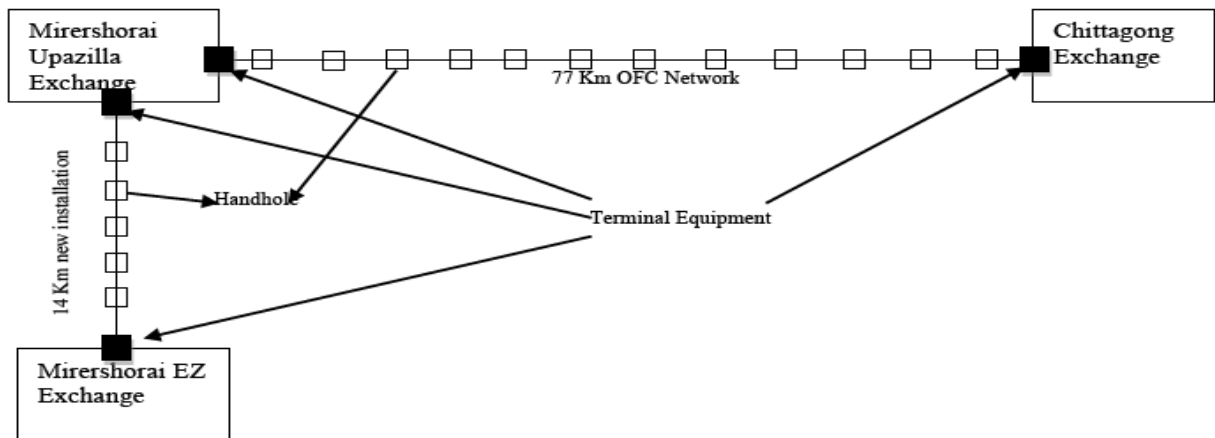 Mirershorai
Upazilla
Exchange
Chittagong
Exchange
77 Km OFC Network
14 Km new installation
Handhole
Terminal Equipment
Mirershorai EZ
Exchange